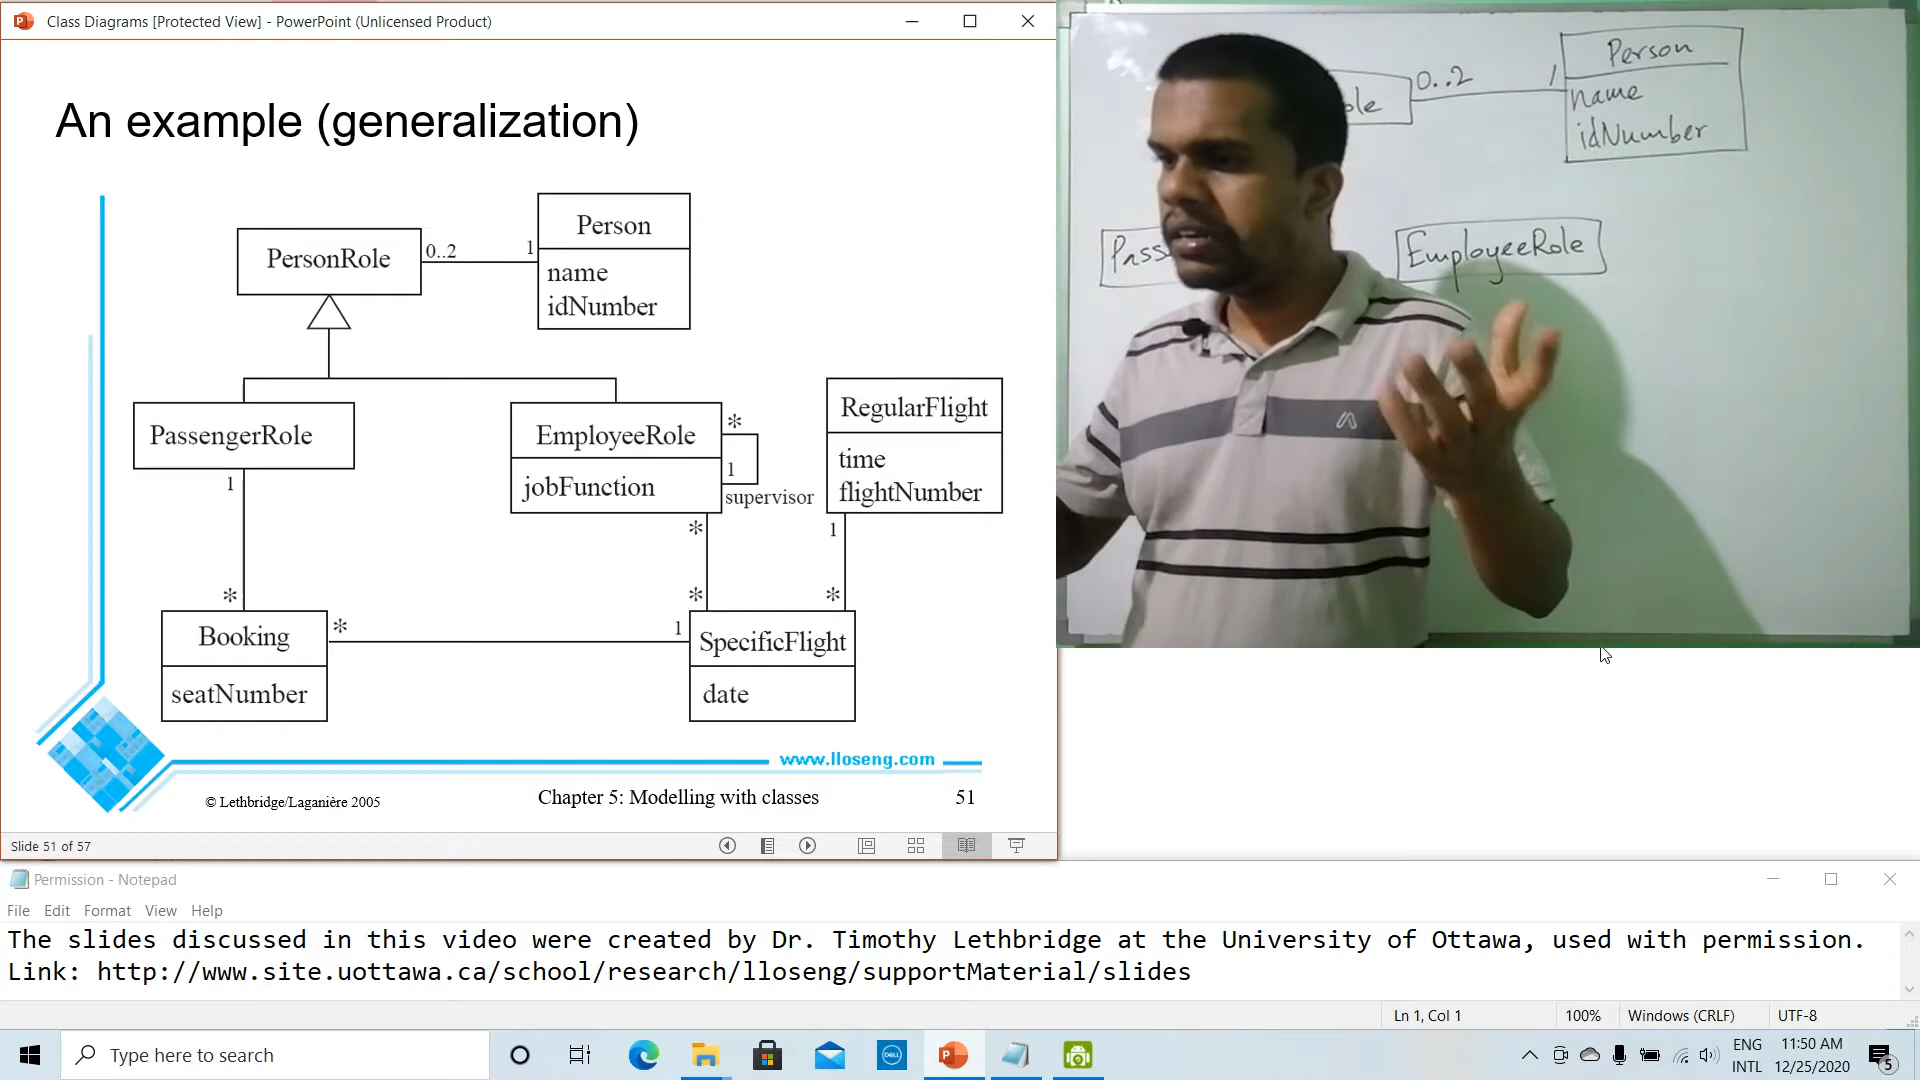 Class Diagrams [Protected View] - PowerPoint (Unlicensed Product)
An example (generalization)
PersonRole
0..2
1
Person
name
idNumber
PassengerRole
1
EmployeeRole
jobFunction
*
1
supervisor
RegularFlight
time
flightNumber
*
1
*
*
*
Booking
seatNumber
*
1
SpecificFlight
date
www.lloseng.com
© Lethbridge/Laganière 2005
Chapter 5: Modelling with classes
51
Slide 51 of 57
ole
0..2
1
Person
name
idNumber
Pass
EmployeeRole
Permission - Notepad
File Edit Format View Help
The slides discussed in this video were created by Dr. Timothy Lethbridge at the University of Ottawa, used with permission.
Link: http://www.site.uottawa.ca/school/research/lloseng/supportMaterial/slides
Ln 1, Col 1
100%
Windows (CRLF)
UTF-8
Type here to search
DELL
ENG
INTL
11:50 AM
12/25/2020
5